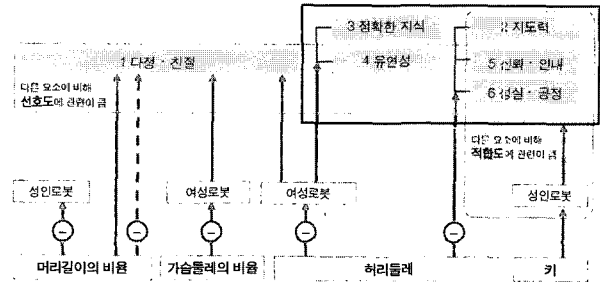 3 정확한 지식
2 지도력
1 다정 · 친절
4 유연성
5 신뢰 · 인내
6 성실 · 공정
다른 요소에 비해
선호도에 관련이 큼
다른 요소에 비해
적합도에 관련이 큼
성인로봇
여성로봇
여성로봇
성인로봇
머리길이의 비율
가슴둘레의 비율
허리둘레
키